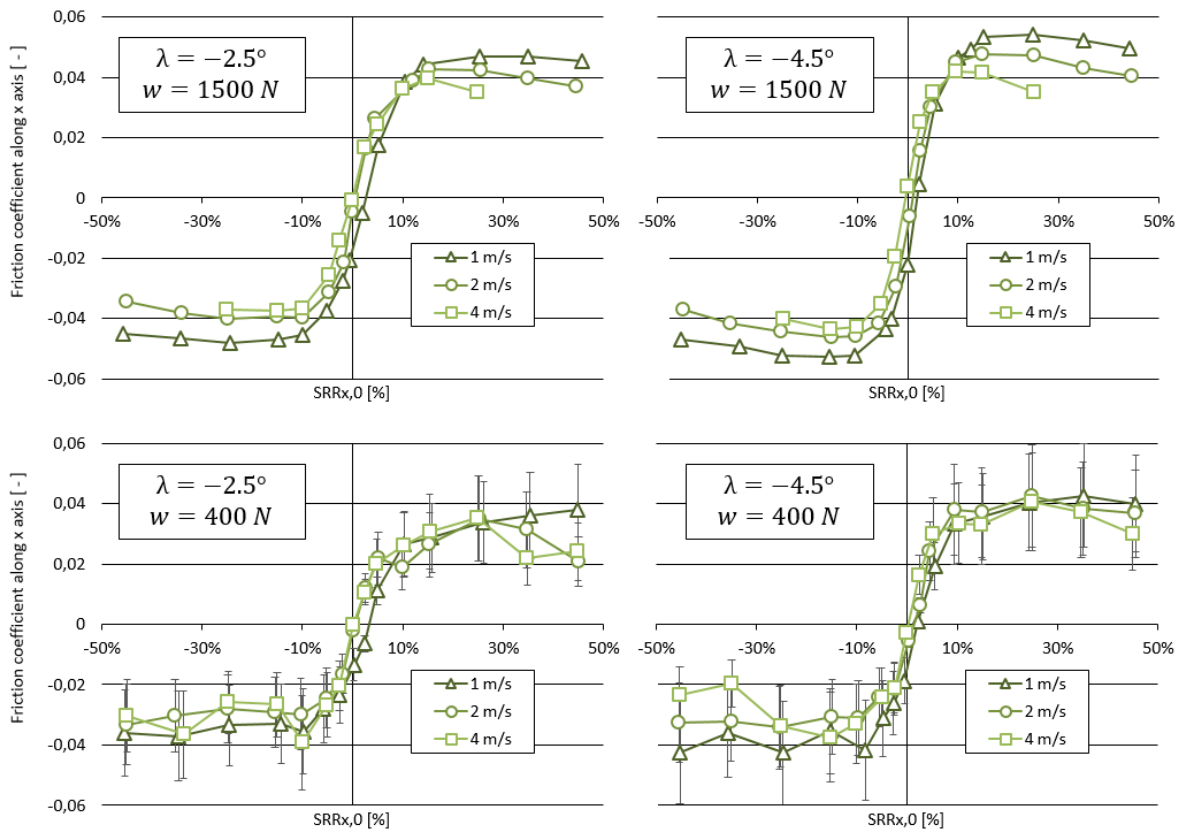 Friction coefficient along x axis [ - ]
0,06
0,04
0,02
0
-0,02
-0,04
-0,06
λ = −2.5°
w = 1500 N
-50%
-30%
-10%
10%
30%
50%
1 m/s
2 m/s
4 m/s
SRRx,0 [%]
λ = −4.5°
w = 1500 N
-50%
-30%
-10%
10%
30%
50%
1 m/s
2 m/s
4 m/s
SRRx,0 [%]
Friction coefficient along x axis [ - ]
0,06
0,04
0,02
0
-0,02
-0,04
-0,06
λ = −2.5°
w = 400 N
-50%
-30%
-10%
10%
30%
50%
1 m/s
2 m/s
4 m/s
SRRx,0 [%]
λ = −4.5°
w = 400 N
-50%
-30%
-10%
10%
30%
50%
1 m/s
2 m/s
4 m/s
SRRx,0 [%]